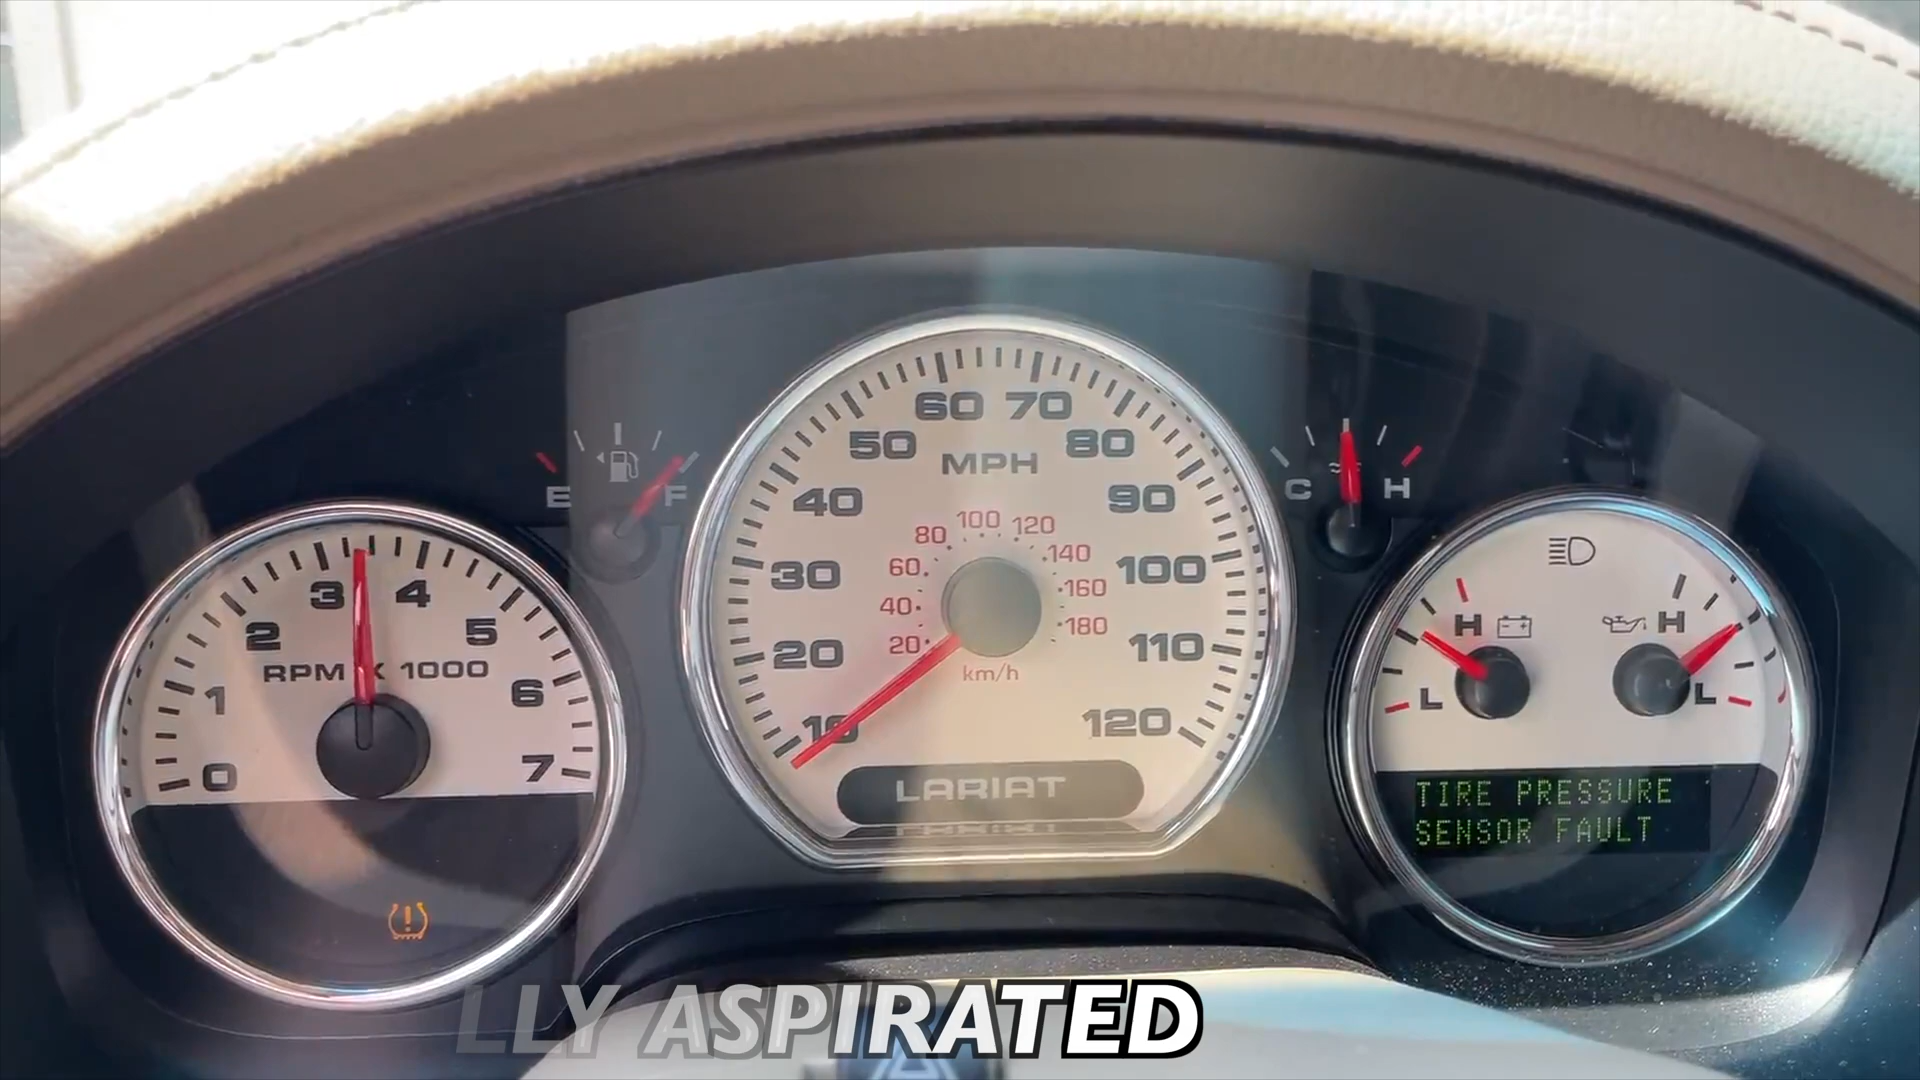 60 70
50 80
MPH
40 90
E F
C H
100
80 120
60 140
30 100
40 160
20 180
20 110
km/h
10 120
LARIAT
3 4
2 5
RPM X 1000
1 6
0 7
H H
L L
TIRE PRESSURE
SENSOR FAULT
LLY ASPIRATED